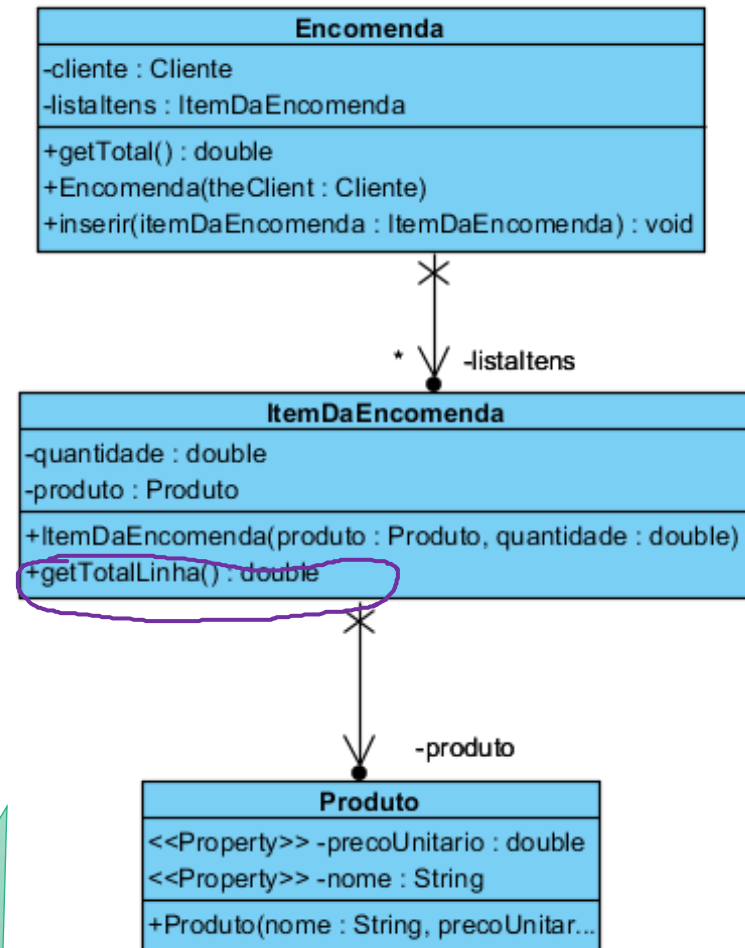 Encomenda
-cliente : Cliente
-listaItens : ItemDaEncomenda
+getTotal() : double
+Encomenda(theClient : Cliente)
+inserir(itemDaEncomenda : ItemDaEncomenda) : void
* -listaItens
ItemDaEncomenda
-quantidade : double
-produto : Produto
+ItemDaEncomenda(produto : Produto, quantidade : double)
+getTotalLinha() : double
-produto
Produto
<<Property>> -precoUnitario : double
<<Property>> -nome : String
+Produto(nome : String, precoUnitar...